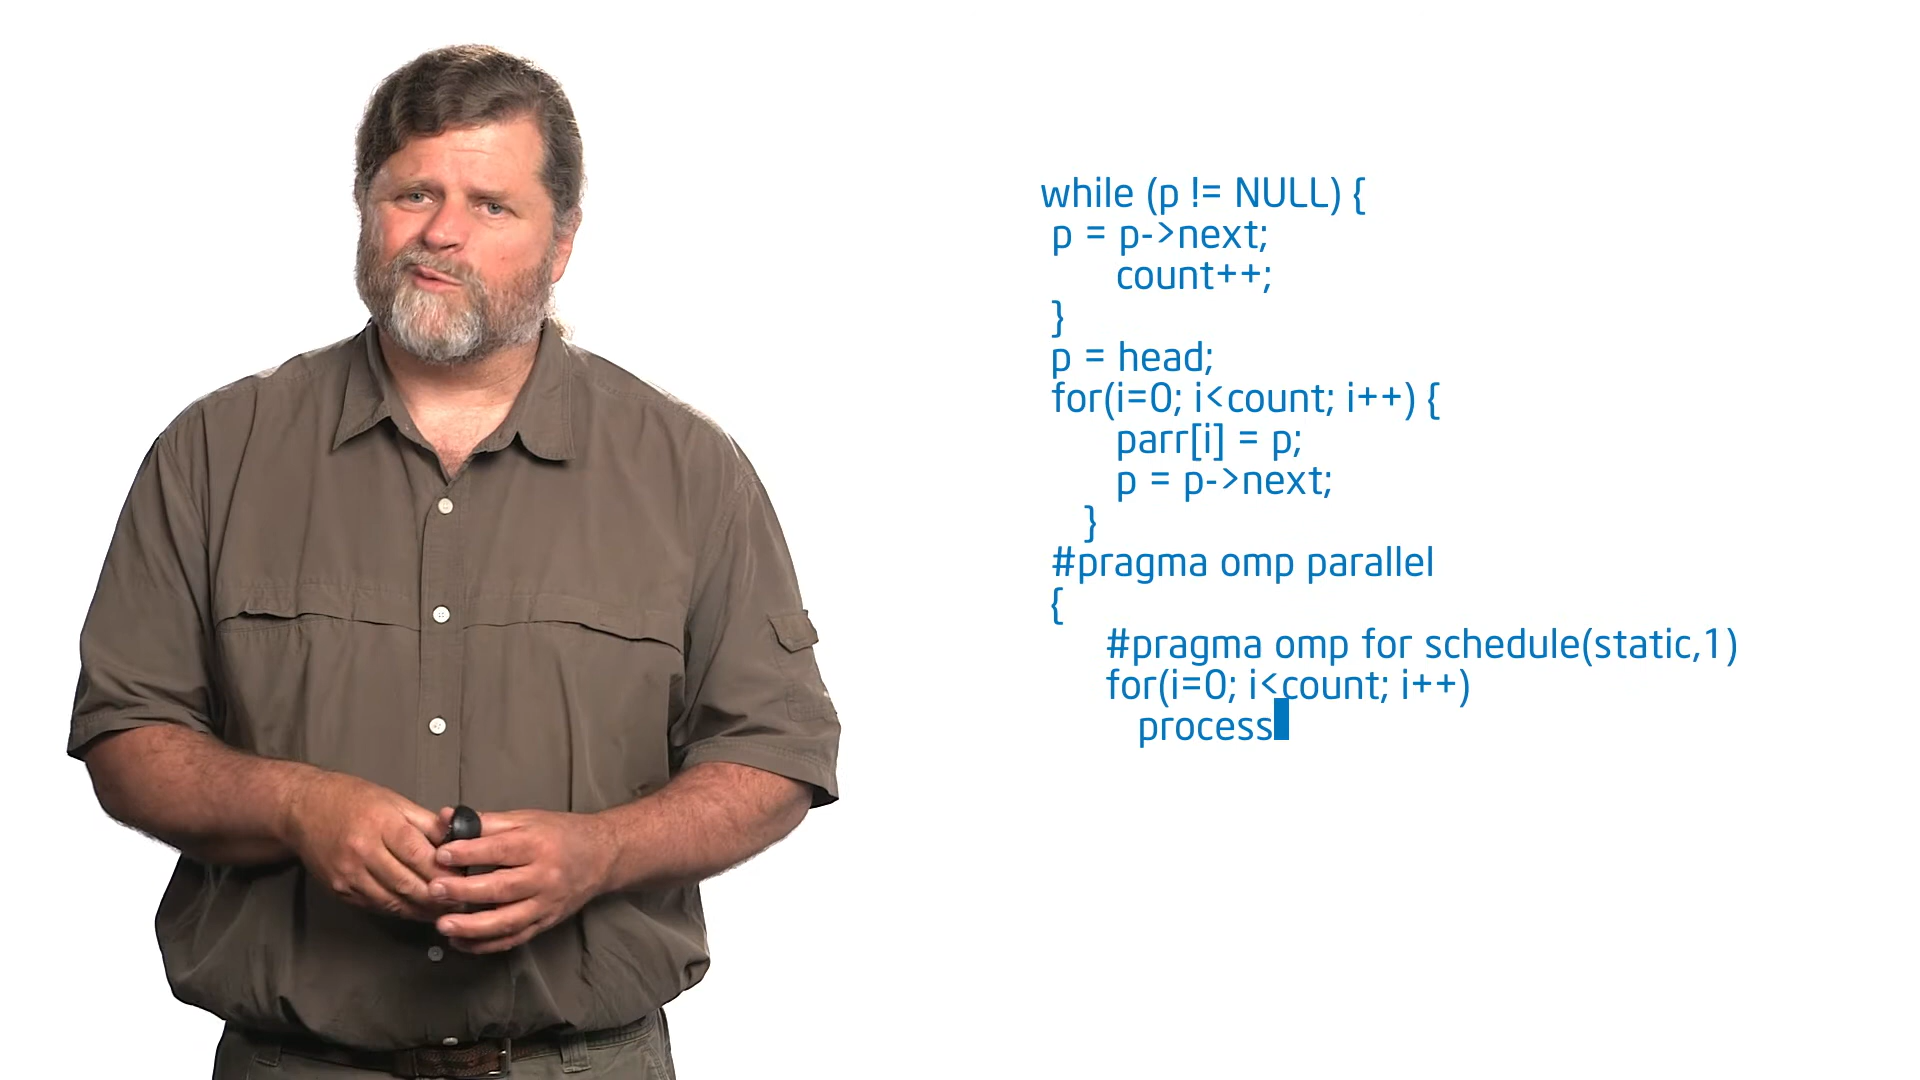 while (p != NULL) {
p = p->next;
count++;
}
p = head;
for(i=0; i<count; i++) {
parr[i] = p;
p = p->next;
}
#pragma omp parallel
{
#pragma omp for schedule(static,1)
for(i=0; i<count; i++)
process